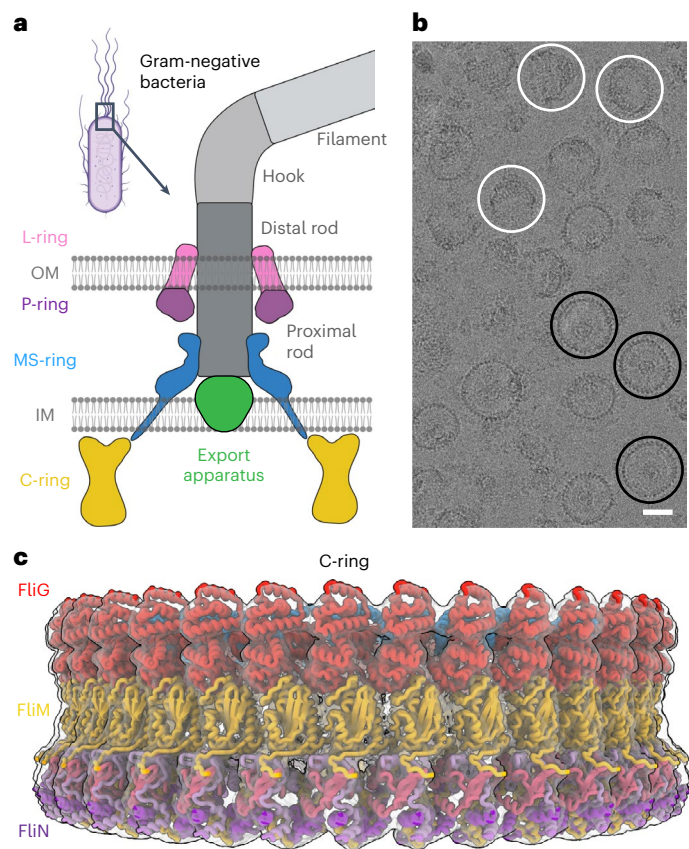 a
Gram-negative
bacteria
Filament
Hook
Distal rod
L-ring
OM
P-ring
Proximal
rod
MS-ring
IM
Export
apparatus
C-ring
b
c
C-ring
FliG
FliM
FliN